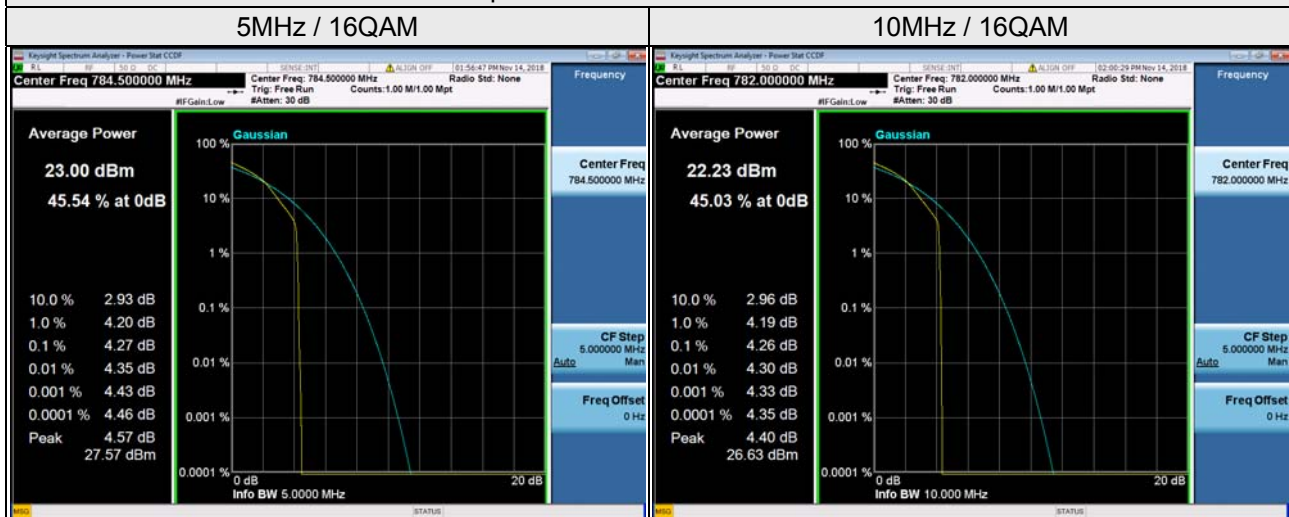 5MHz / 16QAM
Keysight Spectrum Analyzer - Power Stat CCDF
RL RF 50 Ω DC SENSE:INT ALIGN OFF 01:56:47 PM Nov 14, 2018
Center Freq 784.500000 MHz
Center Freq: 784.500000 MHz Radio Std: None
Trig: Free Run Counts:1.00 M/1.00 Mpt
#IFGain:Low #Atten: 30 dB
Frequency
Average Power
23.00 dBm
45.54 % at 0dB
10.0 % 2.93 dB
1.0 % 4.20 dB
0.1 % 4.27 dB
0.01 % 4.35 dB
0.001 % 4.43 dB
0.0001 % 4.46 dB
Peak 4.57 dB
27.57 dBm
Gaussian
100 %
10 %
1 %
0.1 %
0.01 %
0.001 %
0.0001 %
0 dB 20 dB
Info BW 5.0000 MHz
Center Freq
784.500000 MHz
CF Step
5.000000 MHz
Auto Man
Freq Offset
0 Hz
MSG STATUS
10MHz / 16QAM
Keysight Spectrum Analyzer - Power Stat CCDF
RL RF 50 Ω DC SENSE:INT ALIGN OFF 02:00:29 PM Nov 14, 2018
Center Freq 782.000000 MHz
Center Freq: 782.000000 MHz Radio Std: None
Trig: Free Run Counts:1.00 M/1.00 Mpt
#IFGain:Low #Atten: 30 dB
Frequency
Average Power
22.23 dBm
45.03 % at 0dB
10.0 % 2.96 dB
1.0 % 4.19 dB
0.1 % 4.26 dB
0.01 % 4.30 dB
0.001 % 4.33 dB
0.0001 % 4.35 dB
Peak 4.40 dB
26.63 dBm
Gaussian
100 %
10 %
1 %
0.1 %
0.01 %
0.001 %
0.0001 %
0 dB 20 dB
Info BW 10.000 MHz
Center Freq
782.000000 MHz
CF Step
5.000000 MHz
Auto Man
Freq Offset
0 Hz
MSG STATUS